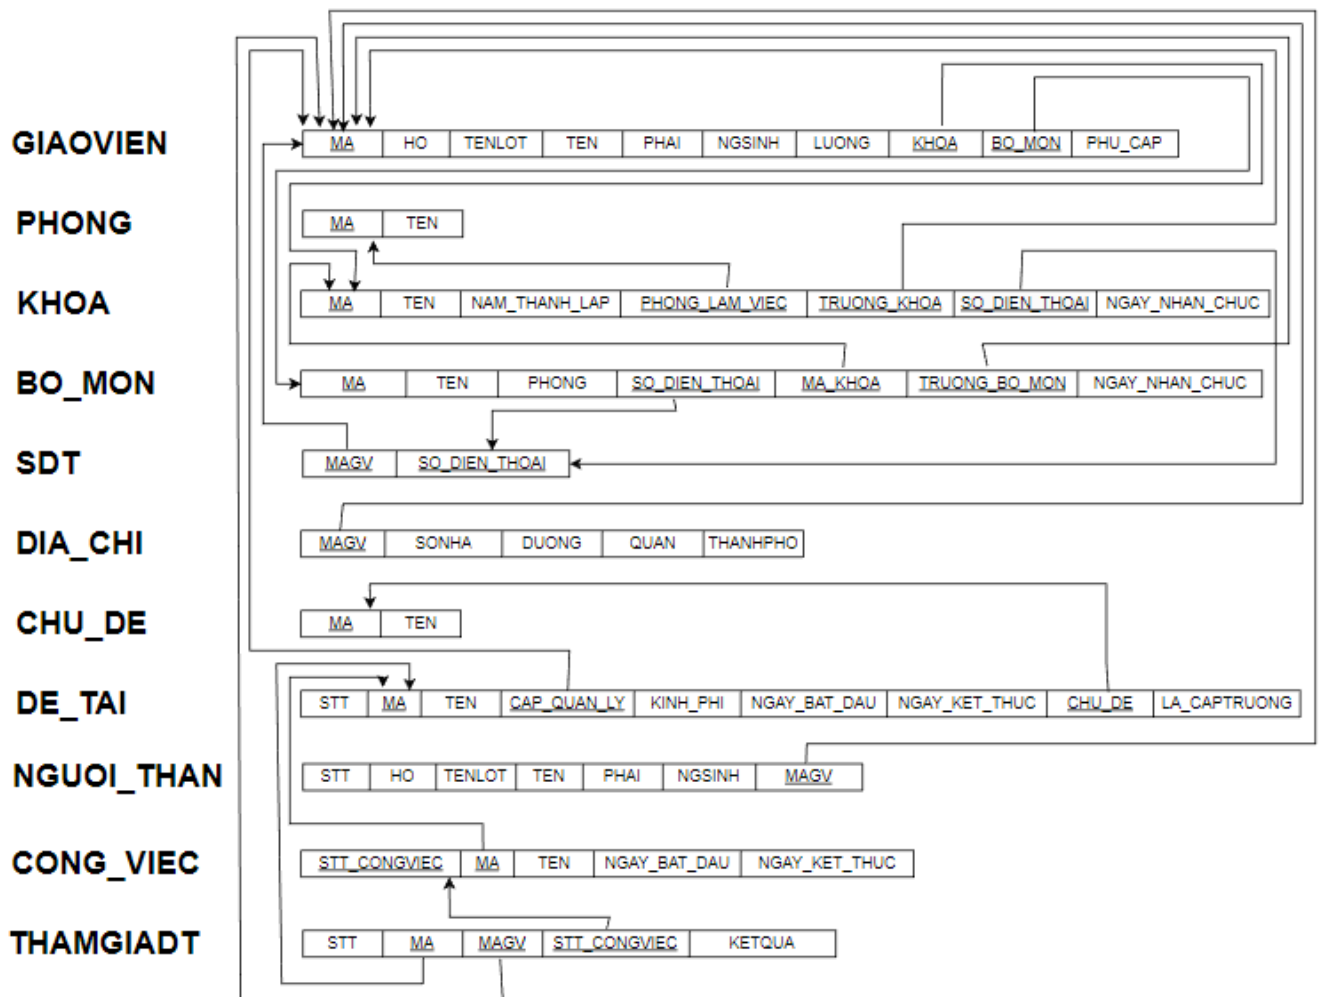 GIAOVIEN MA HO TENLOT TEN PHAI NGSINH LUONG KHOA BO_MON PHU_CAP
PHONG MA TEN
KHOA MA TEN NAM_THANH_LAP PHONG_LAM_VIEC TRUONG_KHOA SO_DIEN_THOAI NGAY_NHAN_CHUC
BO_MON MA TEN PHONG SO_DIEN_THOAI MA_KHOA TRUONG_BO_MON NGAY_NHAN_CHUC
SDT MAGV SO_DIEN_THOAI
DIA_CHI MAGV SONHA DUONG QUAN THANHPHO
CHU_DE MA TEN
DE_TAI STT MA TEN CAP_QUAN_LY KINH_PHI NGAY_BAT_DAU NGAY_KET_THUC CHU_DE LA_CAPTRUONG
NGUOI_THAN STT HO TENLOT TEN PHAI NGSINH MAGV
CONG_VIEC STT_CONGVIEC MA TEN NGAY_BAT_DAU NGAY_KET_THUC
THAMGIADT STT MA MAGV STT_CONGVIEC KETQUA